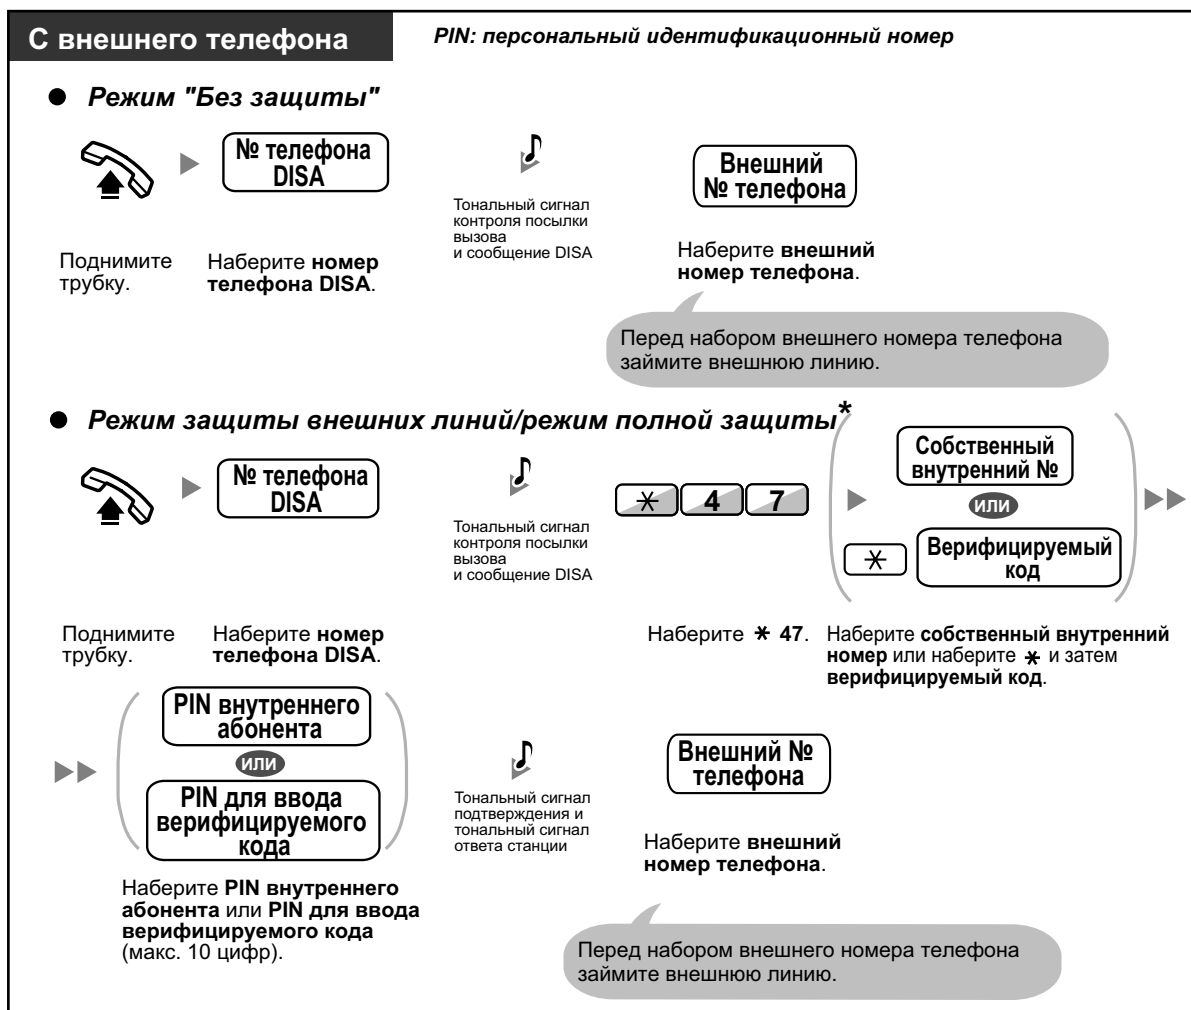 С внешнего телефона
PIN: персональный идентификационный номер
● Режим "Без защиты"
№ телефона
DISA
Внешний
№ телефона
Тональный сигнал
контроля посылки
вызова
и сообщение DISA
Поднимите
трубку.
Наберите номер
телефона DISA.
Наберите внешний
номер телефона.
Перед набором внешнего номера телефона
займите внешнюю линию.
● Режим защиты внешних линий/режим полной защиты*
№ телефона
DISA
Тональный сигнал
контроля посылки
вызова
и сообщение DISA
* 4 7
Собственный
внутренний №
или
* Верифицируемый
код
Поднимите
трубку.
Наберите номер
телефона DISA.
Наберите * 47.
Наберите собственный внутренний
номер или наберите * и затем
верифицируемый код.
PIN внутреннего
абонента
или
PIN для ввода
верифицируемого
кода
Тональный сигнал
подтверждения и
тональный сигнал
ответа станции
Внешний №
телефона
Наберите PIN внутреннего
абонента или PIN для ввода
верифицируемого кода
(макс. 10 цифр).
Наберите внешний
номер телефона.
Перед набором внешнего номера телефона
займите внешнюю линию.